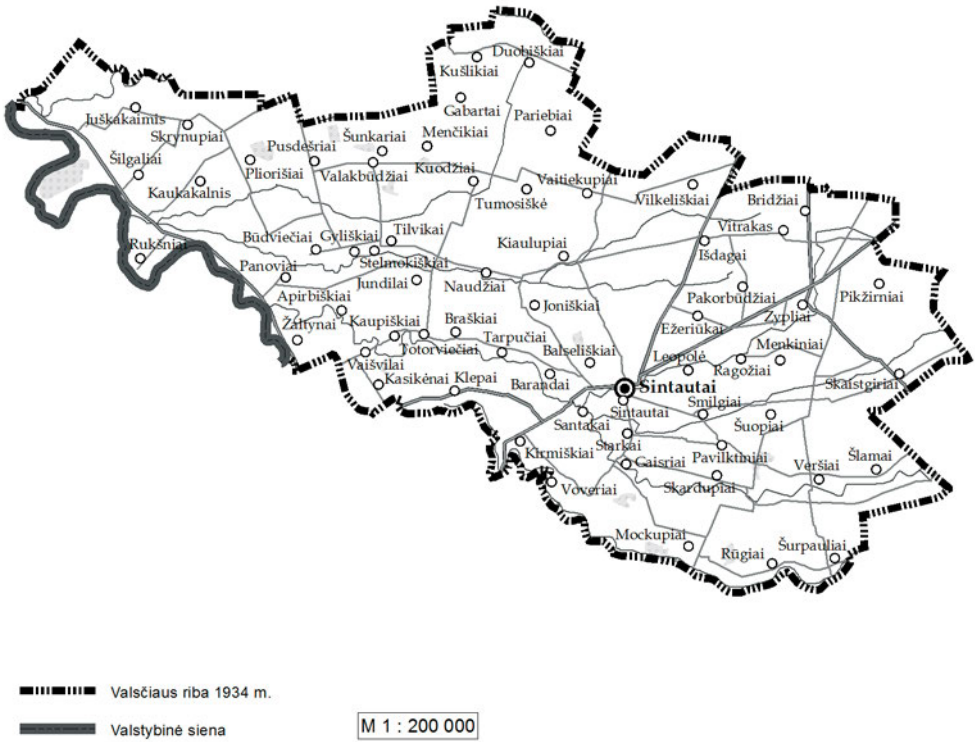 Duobiškiai
Kušlikiai
Gabartai
Juškakaimis
Skrynupiai
Pariebiai
Šunkariai
Menčikiai
Pusdešriai
Šilgaliai
Pliorišiai
Valakbūdžiai
Kuodžiai
Kaukakalnis
Vaitiekupiai
Tumosiškė
Vilkeliškiai
Bridžiai
Vitrakas
Būdviečiai
Gyliškiai
Tilvikai
Kiaulupiai
Rukšniai
Išdagai
Panoviai
Stelmokiškiai
Jundilai
Naudžiai
Pakorbūdžiai
Pikžirniai
Apirbiškiai
Joniškiai
Zypliai
Žaltynai
Kaupiškiai
Braškiai
Ežeriūkai
Totorviečiai
Tarpučiai
Menkiniai
Balseliškiai
Leopolė
Vaišvilai
Ragožiai
Kasikėnai
Klepai
Barandai
Skaistgiriai
Sintautai
Smilgiai
Sintautai
Santakai
Šuopiai
Starkai
Kirmiškiai
Pavilktiniai
Gaisriai
Veršiai
Šlamai
Voveriai
Skardupiai
Mockupiai
Rūgiai
Šurpauliai
Valsčiaus riba 1934 m.
Valstybinė siena
M 1 : 200 000